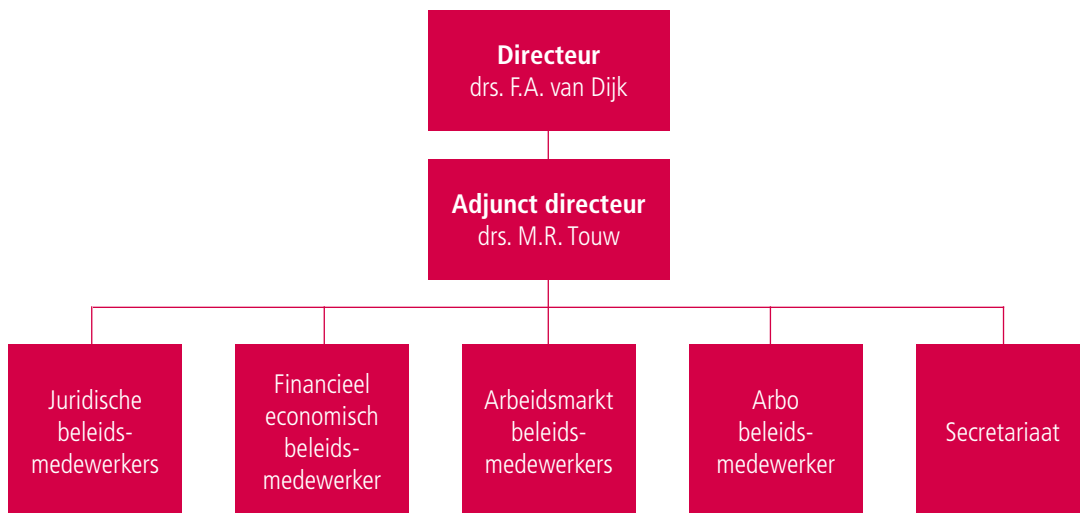 Directeur
drs. F.A. van Dijk
Adjunct directeur
drs. M.R. Touw
Juridische
beleids-
medewerkers
Financieel
economisch
beleids-
medewerker
Arbeidsmarkt
beleids-
medewerkers
Arbo
beleids-
medewerker
Secretariaat